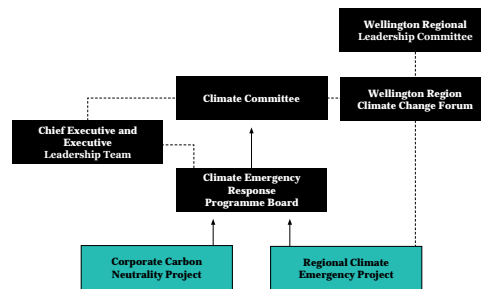 Wellington Regional
Leadership Committee
Climate Committee
Wellington Region
Climate Change Forum
Chief Executive and
Executive
Leadership Team
Climate Emergency
Response
Programme Board
Corporate Carbon
Neutrality Project
Regional Climate
Emergency Project